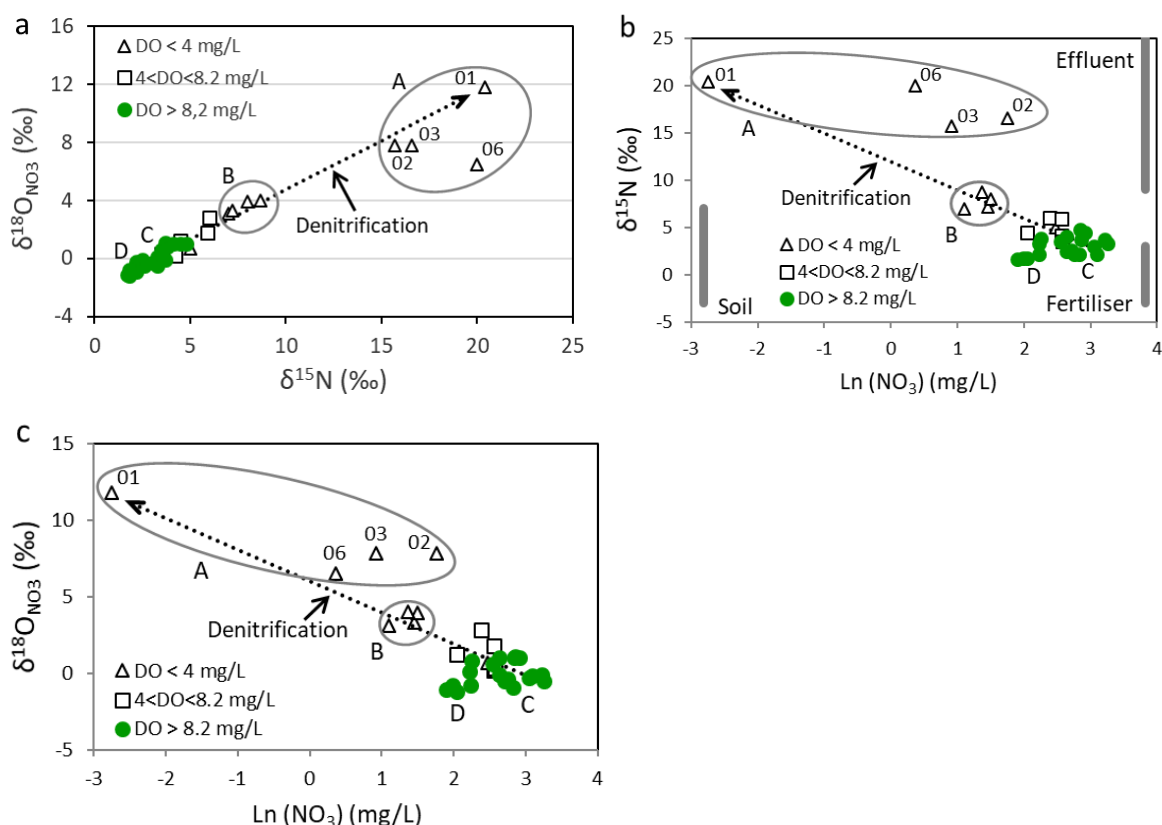 a
16
12
8
4
0
-4
δ¹⁸O_NO3 (‰)
DO < 4 mg/L
4<DO<8.2 mg/L
DO > 8,2 mg/L
A
01
03
02
06
B
Denitrification
C
D
0
5
10
15
20
25
δ¹⁵N (‰)
b
25
20
15
10
5
0
-5
δ¹⁵N (‰)
Effluent
01
06
03
02
A
Denitrification
B
DO < 4 mg/L
4<DO<8.2 mg/L
DO > 8.2 mg/L
D
C
Soil
Fertiliser
-3
-2
-1
0
1
2
3
4
Ln (NO₃) (mg/L)
c
15
10
5
0
-5
δ¹⁸O_NO3 (‰)
01
03
02
06
A
Denitrification
B
DO < 4 mg/L
4<DO<8.2 mg/L
DO > 8.2 mg/L
D
C
-3
-2
-1
0
1
2
3
4
Ln (NO₃) (mg/L)